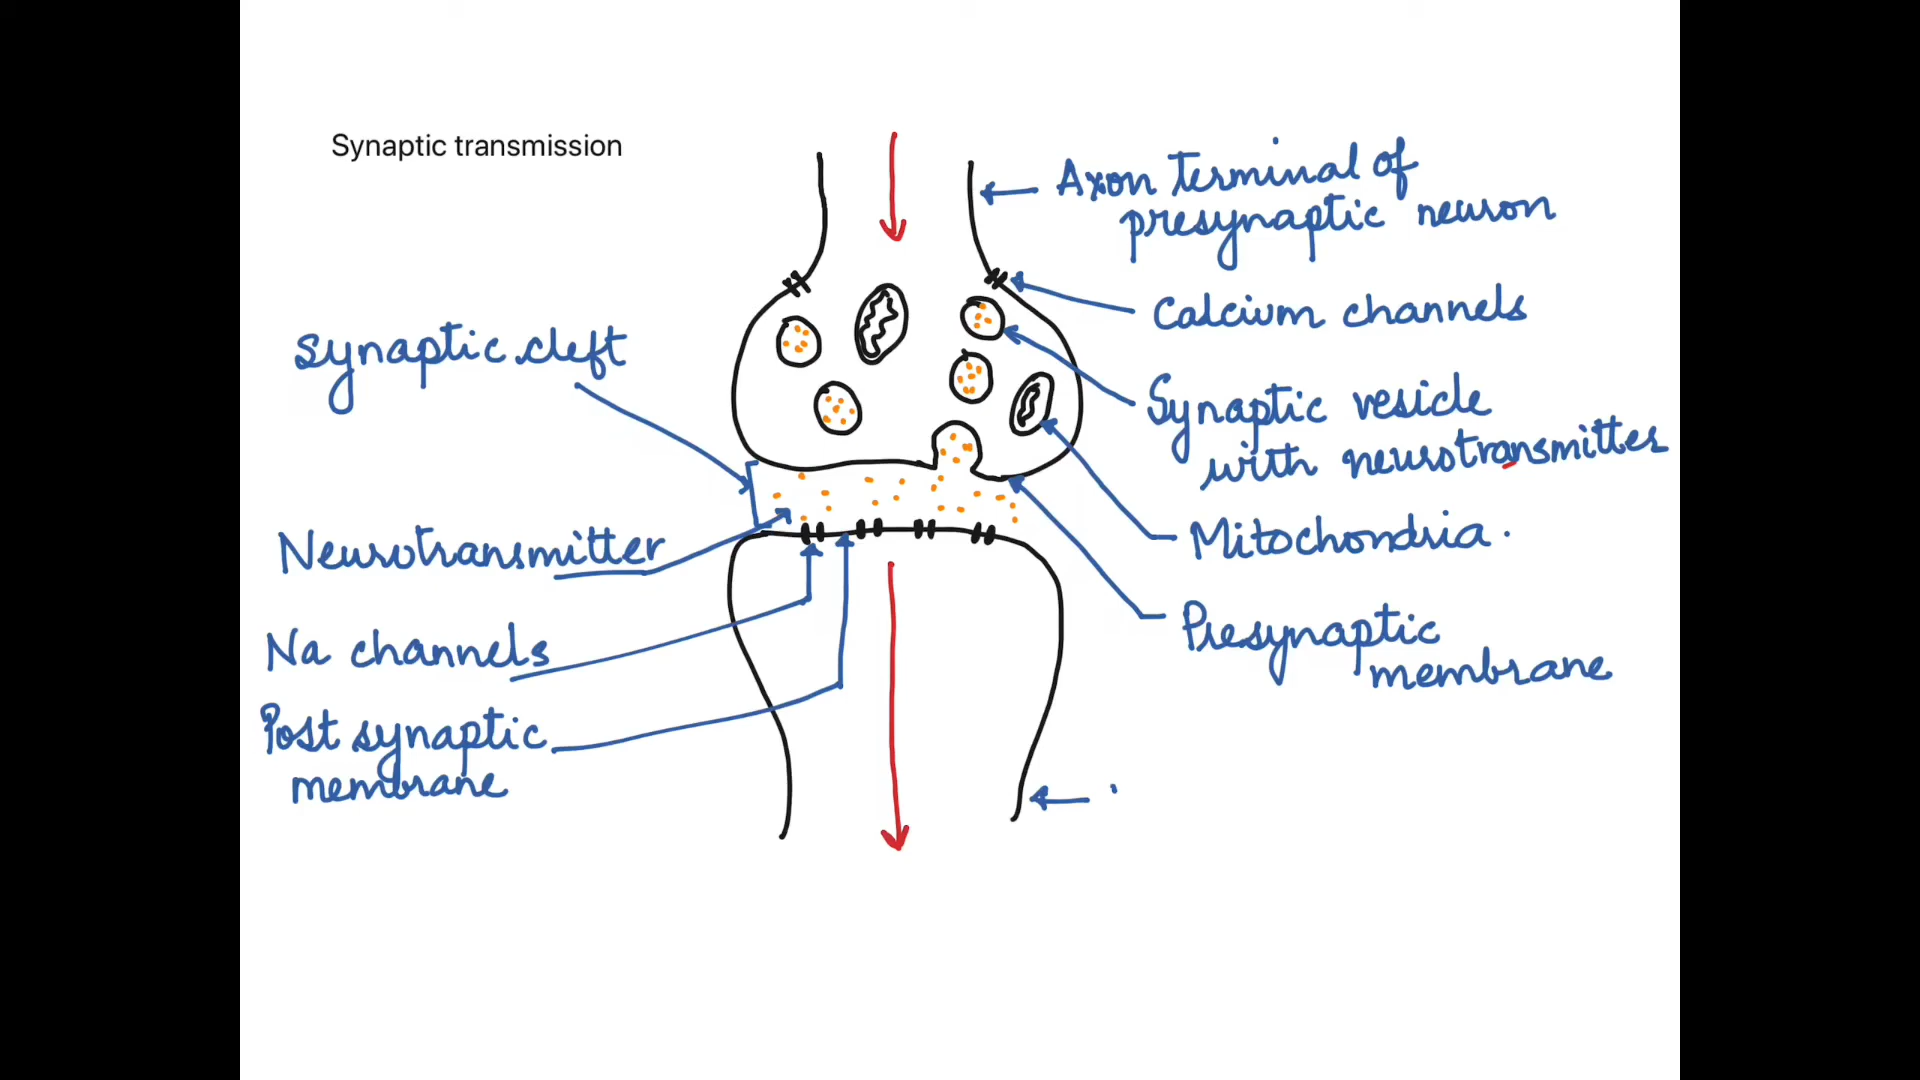 Synaptic transmission
Axon terminal of
presynaptic neuron
Calcium channels
Synaptic cleft
Synaptic vesicle
with neurotransmitter
Neurotransmitter
Mitochondria.
Na channels
Presynaptic
membrane
Post synaptic
membrane